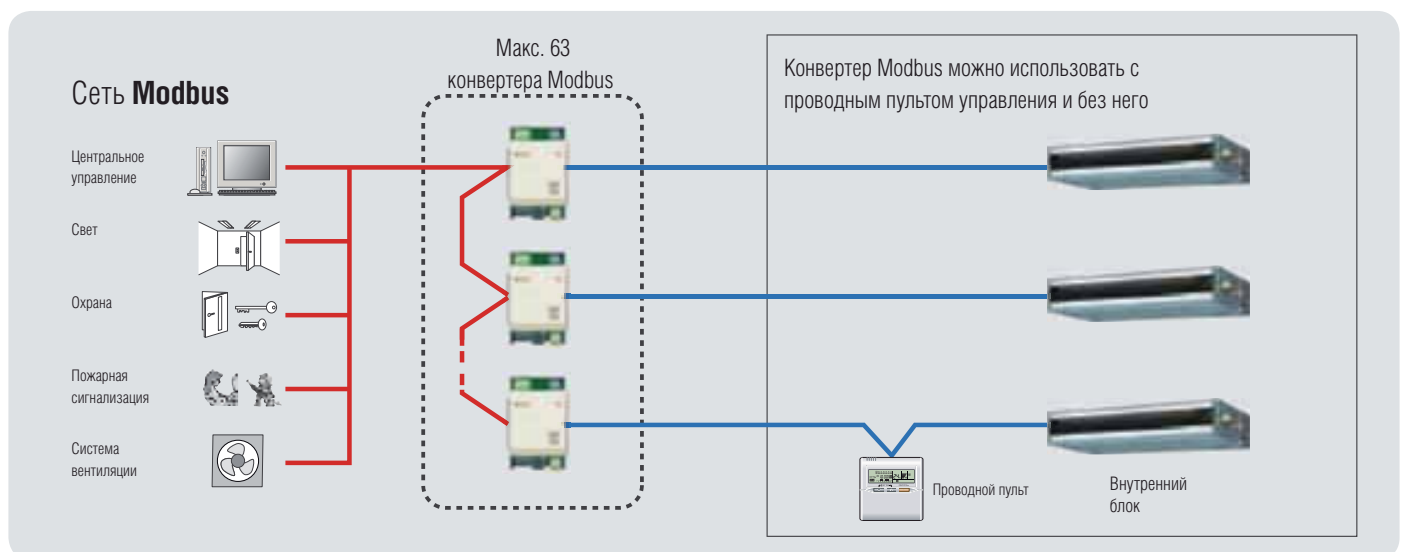 Сеть Modbus
Центральное
управление
Свет
Охрана
Пожарная
сигнализация
Система
вентиляции
Макс. 63
конвертера Modbus
Конвертер Modbus можно использовать с
проводным пультом управления и без него
Проводной пульт
Внутренний
блок